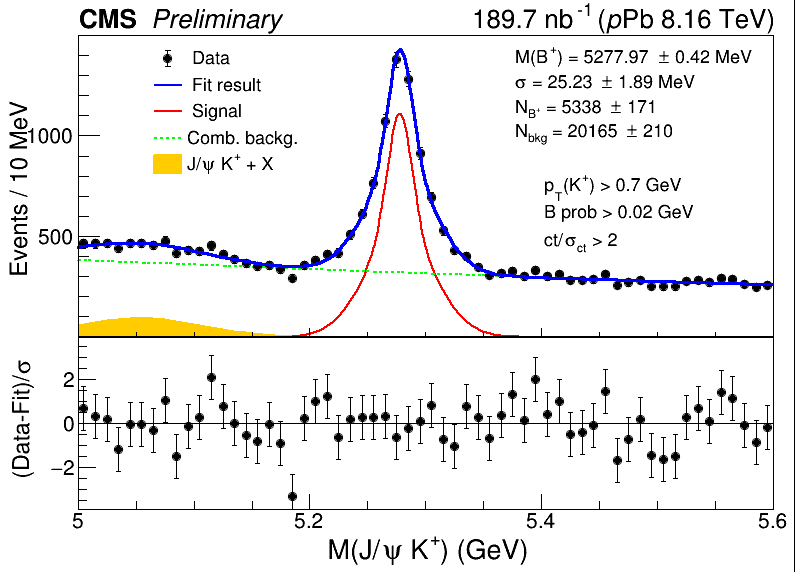 CMS Preliminary 189.7 nb⁻¹ (pPb 8.16 TeV)
Data
Fit result
Signal
Comb. backg.
J/ψ K⁺ + X
M(B⁺) = 5277.97 ± 0.42 MeV
σ = 25.23 ± 1.89 MeV
N_B⁺ = 5338 ± 171
N_bkg = 20165 ± 210
p_T(K⁺) > 0.7 GeV
B prob > 0.02 GeV
ct/σ_ct > 2
Events / 10 MeV
1000
500
(Data-Fit)/σ
2
0
−2
5 5.2 5.4 5.6
M(J/ψ K⁺) (GeV)